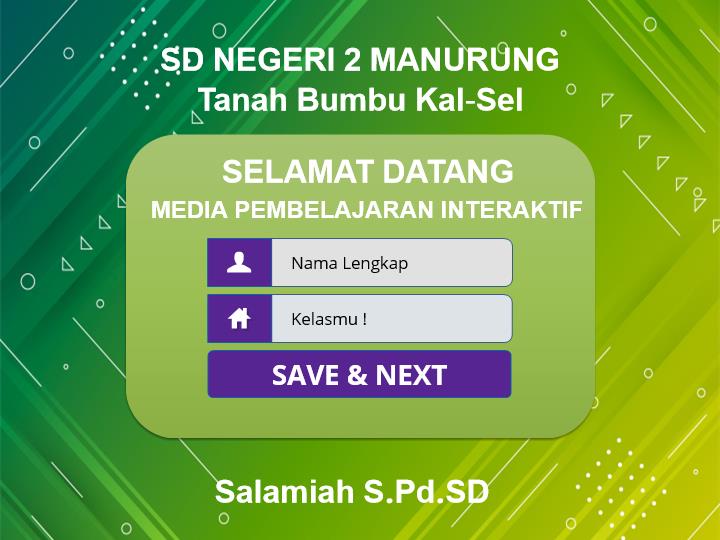 SD NEGERI 2 MANURUNG
Tanah Bumbu Kal-Sel
SELAMAT DATANG
MEDIA PEMBELAJARAN INTERAKTIF
Nama Lengkap
Kelasmu !
SAVE & NEXT
Salamiah S.Pd.SD